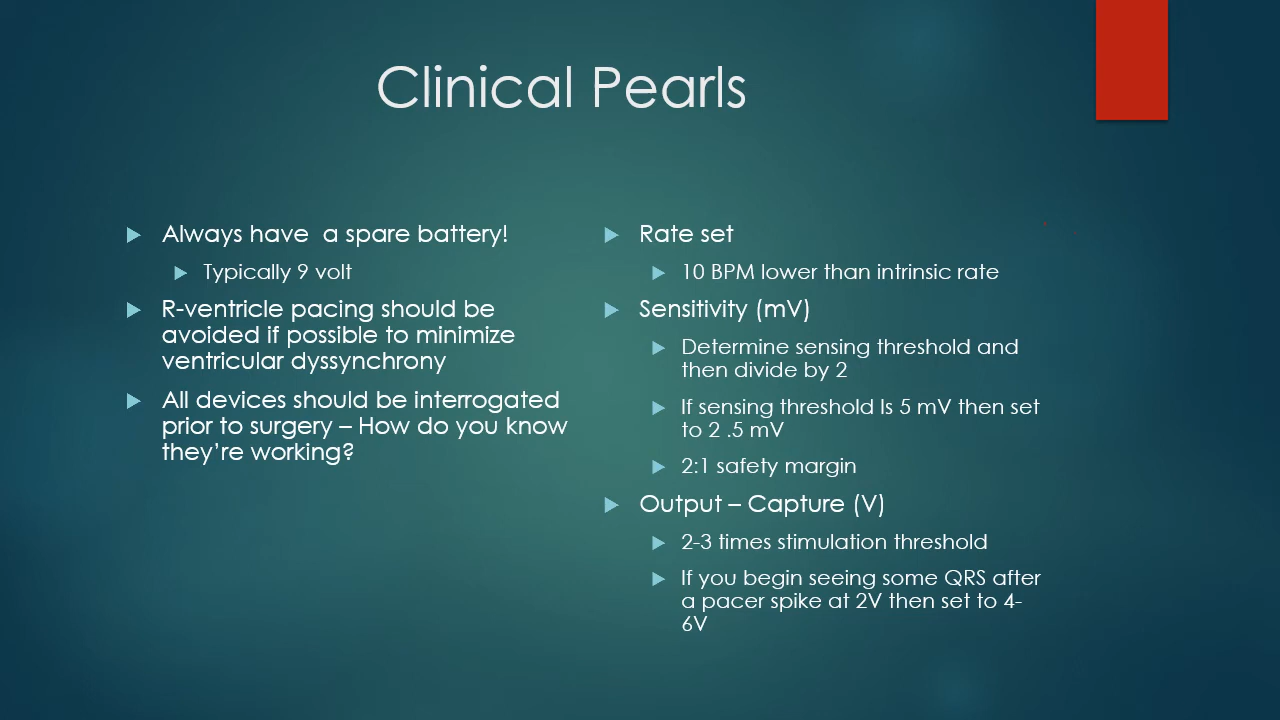 Clinical Pearls
Always have  a spare battery!
Typically 9 volt
R-ventricle pacing should be
avoided if possible to minimize
ventricular dyssynchrony
All devices should be interrogated
prior to surgery – How do you know
they’re working?
Rate set
10 BPM lower than intrinsic rate
Sensitivity (mV)
Determine sensing threshold and
then divide by 2
If sensing threshold Is 5 mV then set
to 2 .5 mV
2:1 safety margin
Output – Capture (V)
2-3 times stimulation threshold
If you begin seeing some QRS after
a pacer spike at 2V then set to 4-
6V